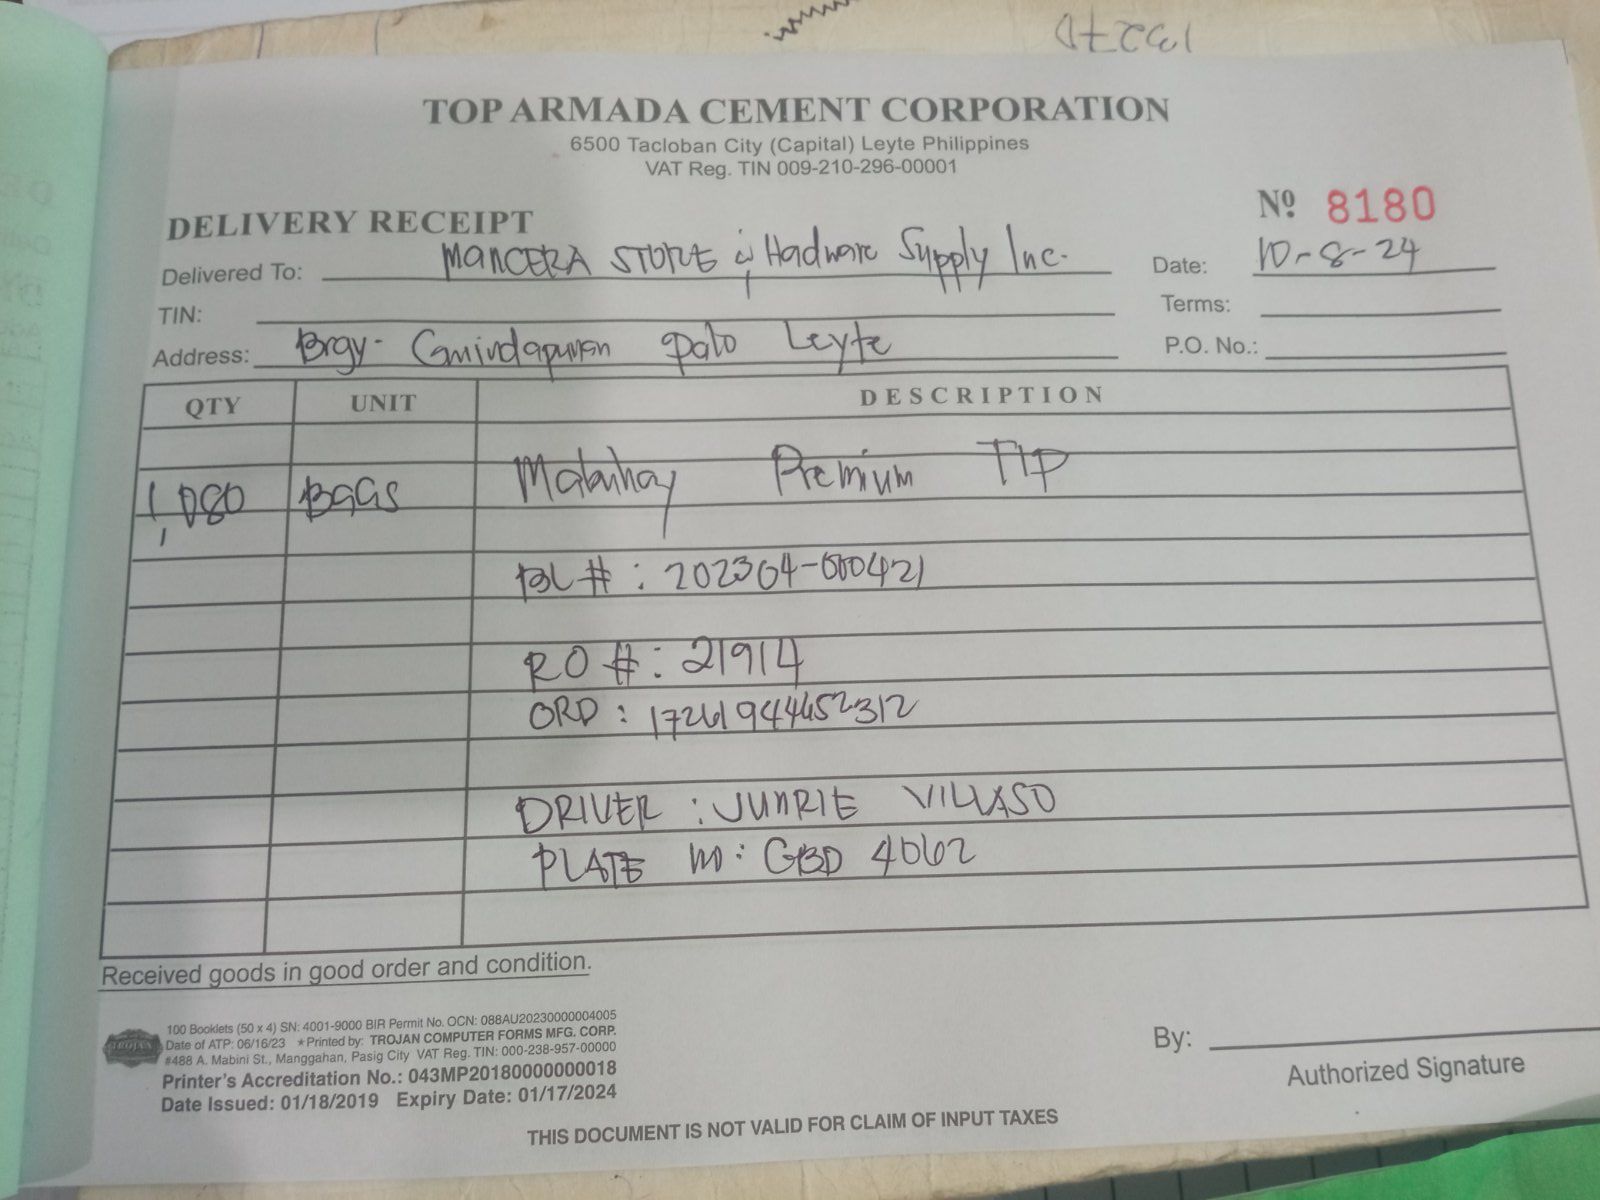 TOP ARMADA CEMENT CORPORATION
6500 Tacloban City (Capital) Leyte Philippines
VAT Reg. TIN 009-210-296-00001
Nº 8180
DELIVERY RECEIPT
Delivered To: MANCERA STORE & Hadware Supply Inc. Date: 10-8-24
TIN: Terms:
Address: Brgy. Camindapunan Palo Leyte P.O. No.:
QTY UNIT DESCRIPTION
1,080 BAGS Mabuhay Premium T1P
BL # : 202304-000421
RO # : 21914
ORD :
DRIVER : JUNRIE VILLASO
PLATE NO : GBD 4062
Received goods in good order and condition.
100 Booklets (50 x 4) SN: 4001-9000 BIR Permit No. OCN: 088AU20230000004005
Date of ATP: 06/16/23 ★Printed by: TROJAN COMPUTER FORMS MFG. CORP.
#488 A. Mabini St., Manggahan, Pasig City VAT Reg. TIN: 000-238-957-00000
Printer's Accreditation No.: 043MP20180000000018
Date Issued: 01/18/2019 Expiry Date: 01/17/2024
TROJAN
By:
Authorized Signature
THIS DOCUMENT IS NOT VALID FOR CLAIM OF INPUT TAXES